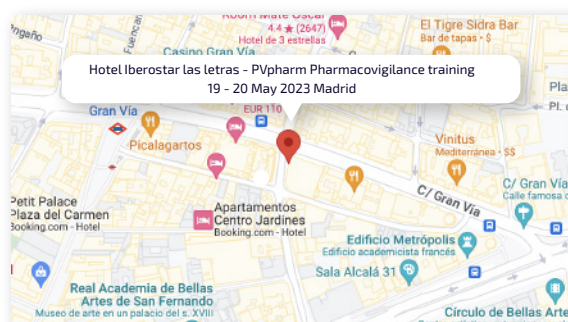 Room Mate Oscar
4.4 ★ (2647)
Hotel de 3 estrellas
El Tigre Sidra Bar
Bar de tapas • $
Casino Gran Vía
Hotel Iberostar las letras - PVpharm Pharmacovigilance training
19 - 20 May 2023 Madrid
Gran Vía
EUR 110
Picalagartos
Vinitus
Mediterránea • $$
C/ Gran Vía
C/ Gran Vía
Calle famosa
Petit Palace
Plaza del Carmen
Booking.com - Hotel
Apartamentos
Centro Jardines
Booking.com - Hotel
Edificio Metrópolis
Edificio academicista francés
Sala Alcalá 31
Real Academia de Bellas
Artes de San Fernando
Museo de arte en un palacio del s. XVIII
Círculo de Bellas Arte